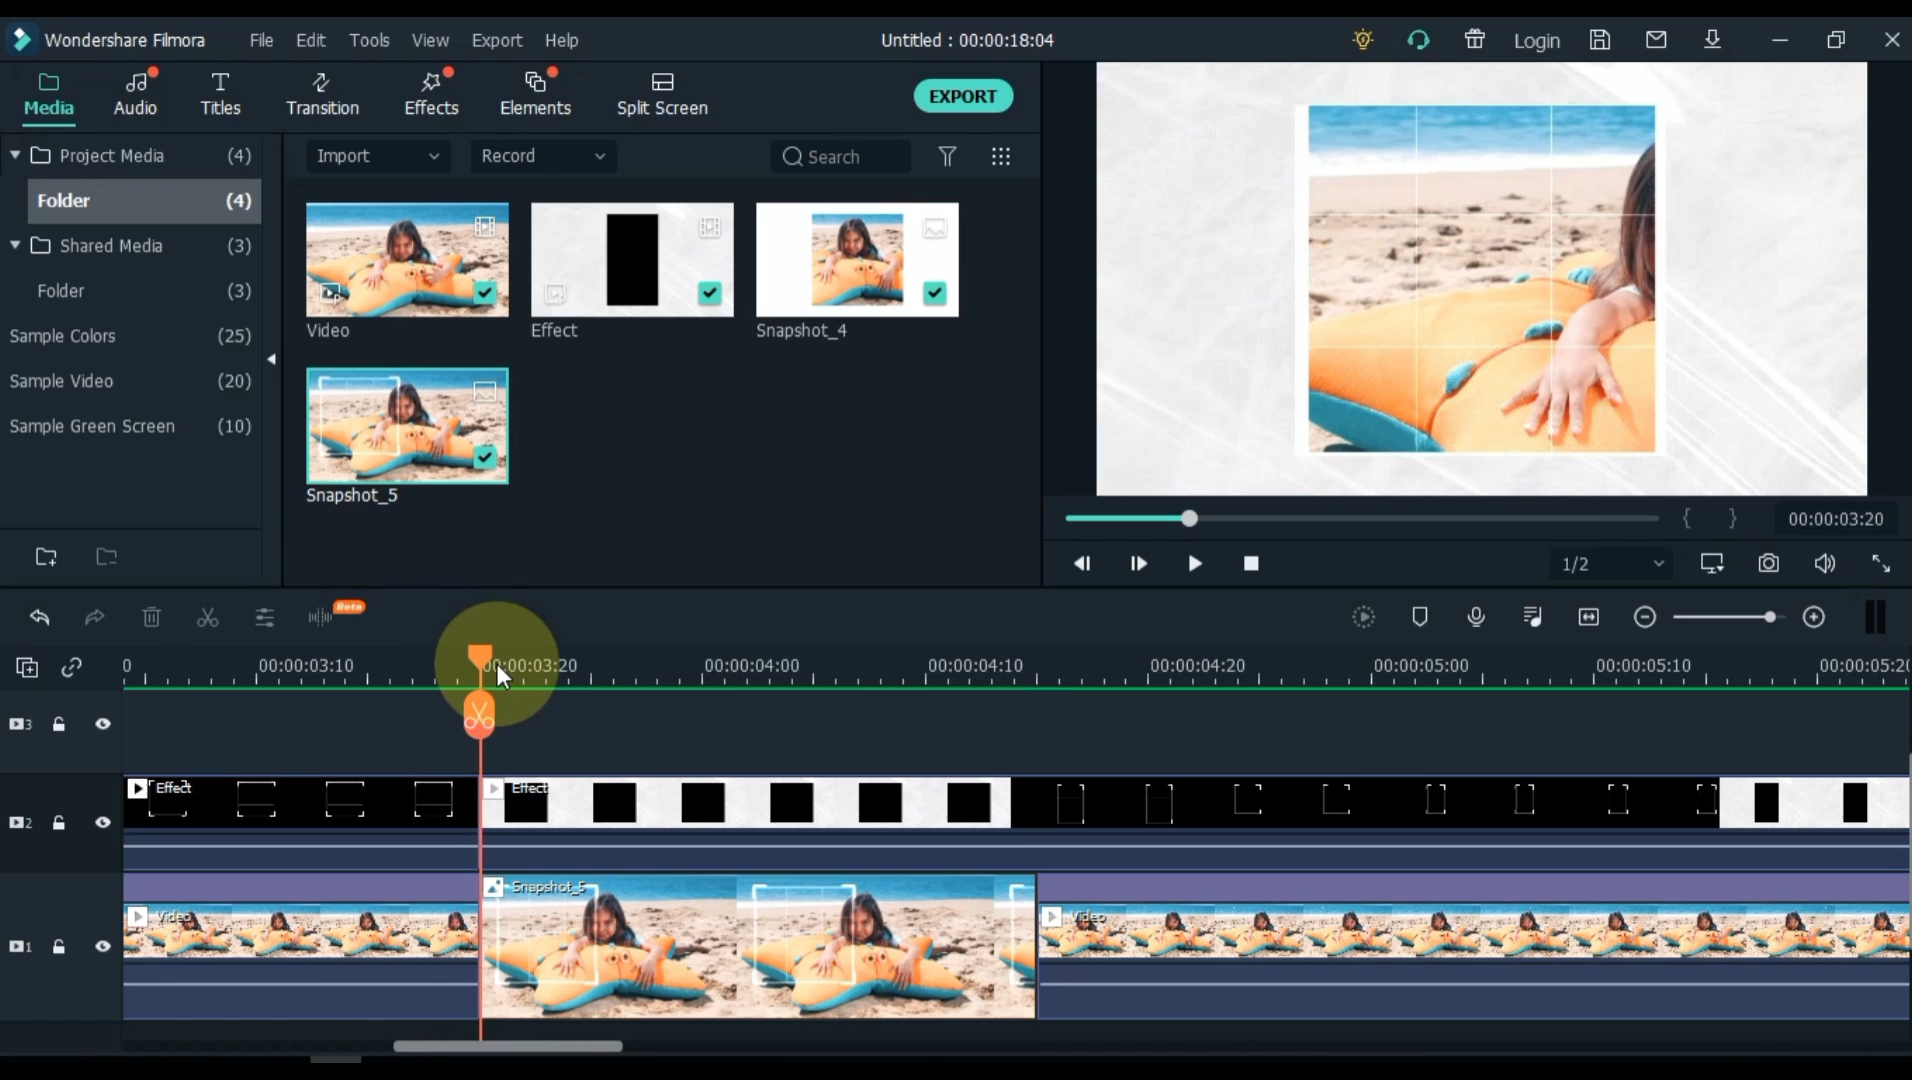 Wondershare Filmora File Edit Tools View Export Help Untitled : 00:00:18:04 Login
Media Audio Titles Transition Effects Elements Split Screen EXPORT
Project Media (4)
Folder (4)
Shared Media (3)
Folder (3)
Sample Colors (25)
Sample Video (20)
Sample Green Screen (10)
Import Record Search
Video Effect Snapshot_4
Snapshot_5
{ } 00:00:03:20
1/2
Beta
0 00:00:03:10 00:00:03:20 00:00:04:00 00:00:04:10 00:00:04:20 00:00:05:00 00:00:05:10 00:00:05:20
3
2 Effect Effect
1 Video Snapshot_5 Video